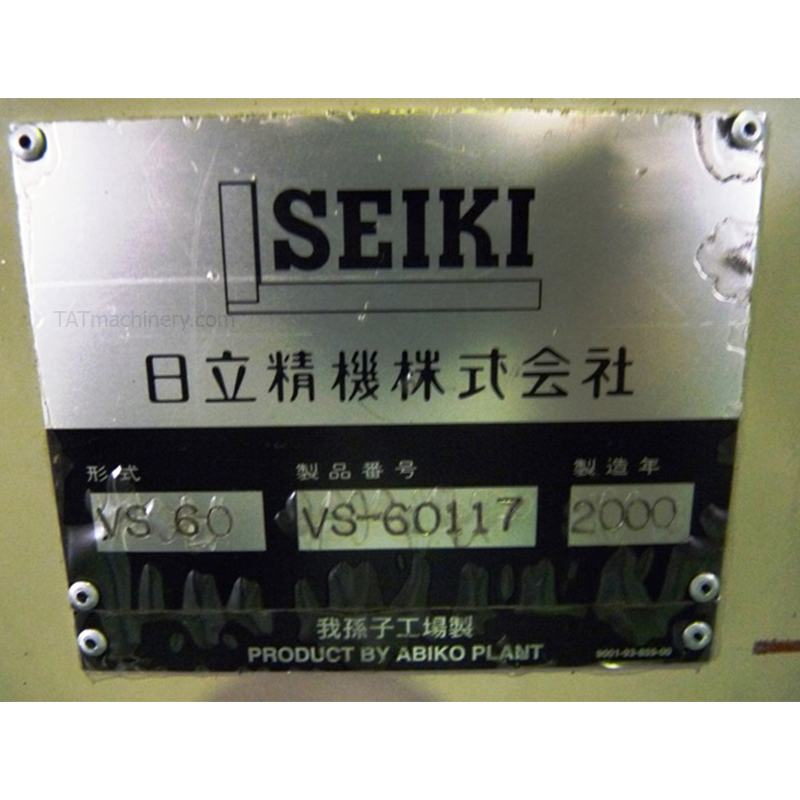 SEIKI
TATmachinery.com
日立精機株式会社
形式 製品番号 製造年
VS 60 VS-60117 2000
我孫子工場製
PRODUCT BY ABIKO PLANT